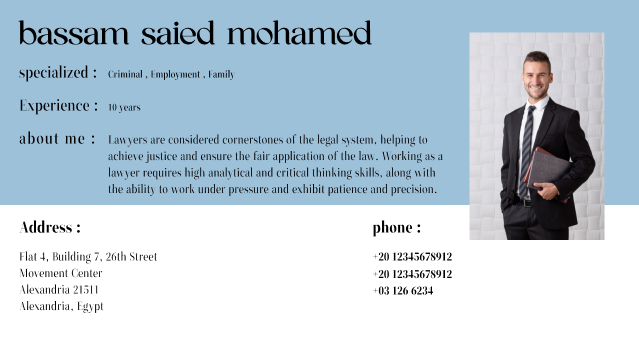 bassam saied mohamed
specialized : Criminal , Employment , Family
Experience : 10 years
about me : Lawyers are considered cornerstones of the legal system, helping to
achieve justice and ensure the fair application of the law. Working as a
lawyer requires high analytical and critical thinking skills, along with
the ability to work under pressure and exhibit patience and precision.
Address :
Flat 4, Building 7, 26th Street
Movement Center
Alexandria 21511
Alexandria, Egypt
phone :
+20 12345678912
+20 12345678912
+03 126 6234